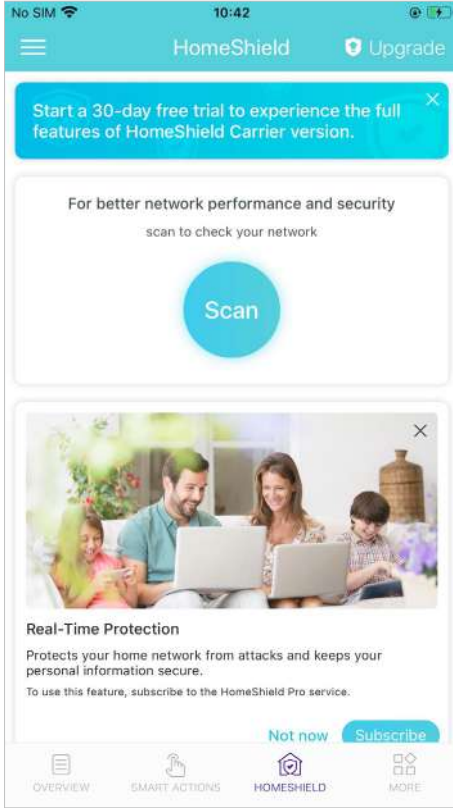 No SIM 10:42
HomeShield Upgrade
Start a 30-day free trial to experience the full
features of HomeShield Carrier version.
For better network performance and security
scan to check your network
Scan
Real-Time Protection
Protects your home network from attacks and keeps your
personal information secure.
To use this feature, subscribe to the HomeShield Pro service.
Not now Subscribe
OVERVIEW SMART ACTIONS HOMESHIELD MORE